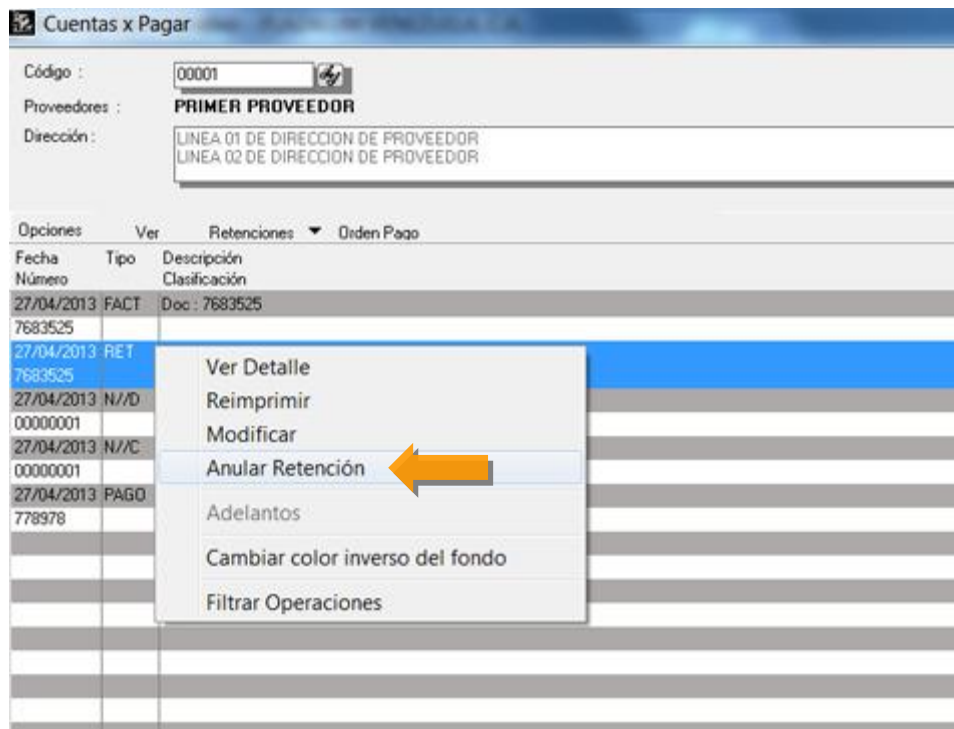 Cuentas x Pagar
Código : 00001
Proveedores : PRIMER PROVEEDOR
Dirección : LINEA 01 DE DIRECCION DE PROVEEDOR
LINEA 02 DE DIRECCION DE PROVEEDOR
Opciones Ver Retenciones Orden Pago
Fecha Tipo Descripción
Número Clasificación
27/04/2013 FACT Doc : 7683525
7683525
27/04/2013 RET
7683525
27/04/2013 N//D
00000001
27/04/2013 N//C
00000001
27/04/2013 PAGO
778978
Ver Detalle
Reimprimir
Modificar
Anular Retención
Adelantos
Cambiar color inverso del fondo
Filtrar Operaciones